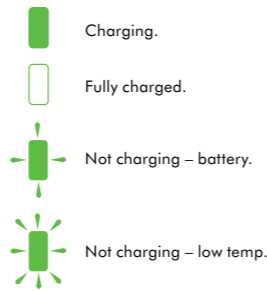 Charging.
Fully charged.
Not charging – battery.
Not charging – low temp.